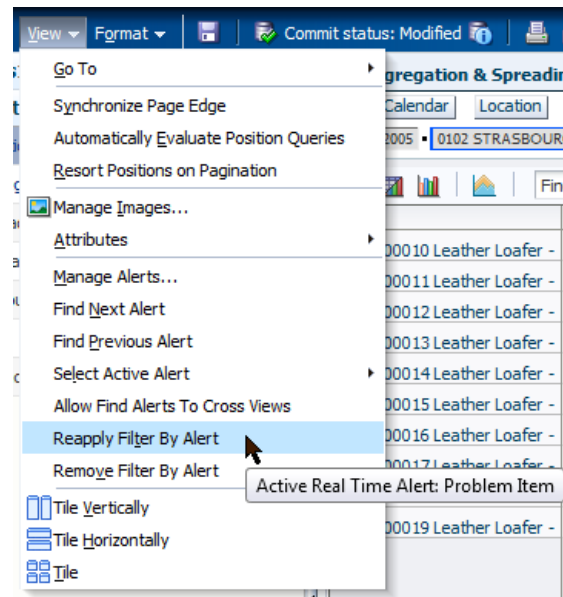 View Format Commit status: Modified
Go To
Synchronize Page Edge
Automatically Evaluate Position Queries
Resort Positions on Pagination
Manage Images...
Attributes
Manage Alerts...
Find Next Alert
Find Previous Alert
Select Active Alert
Allow Find Alerts To Cross Views
Reapply Filter By Alert
Remove Filter By Alert
Tile Vertically
Tile Horizontally
Tile
Active Real Time Alert: Problem Item
gregation & Spreadin
Calendar Location
2005 0102 STRASBOUR
Fin
00010 Leather Loafer -
00011 Leather Loafer -
00012 Leather Loafer -
00013 Leather Loafer -
00014 Leather Loafer -
00015 Leather Loafer -
00016 Leather Loafer -
00017 Leather Loafer -
00019 Leather Loafer -